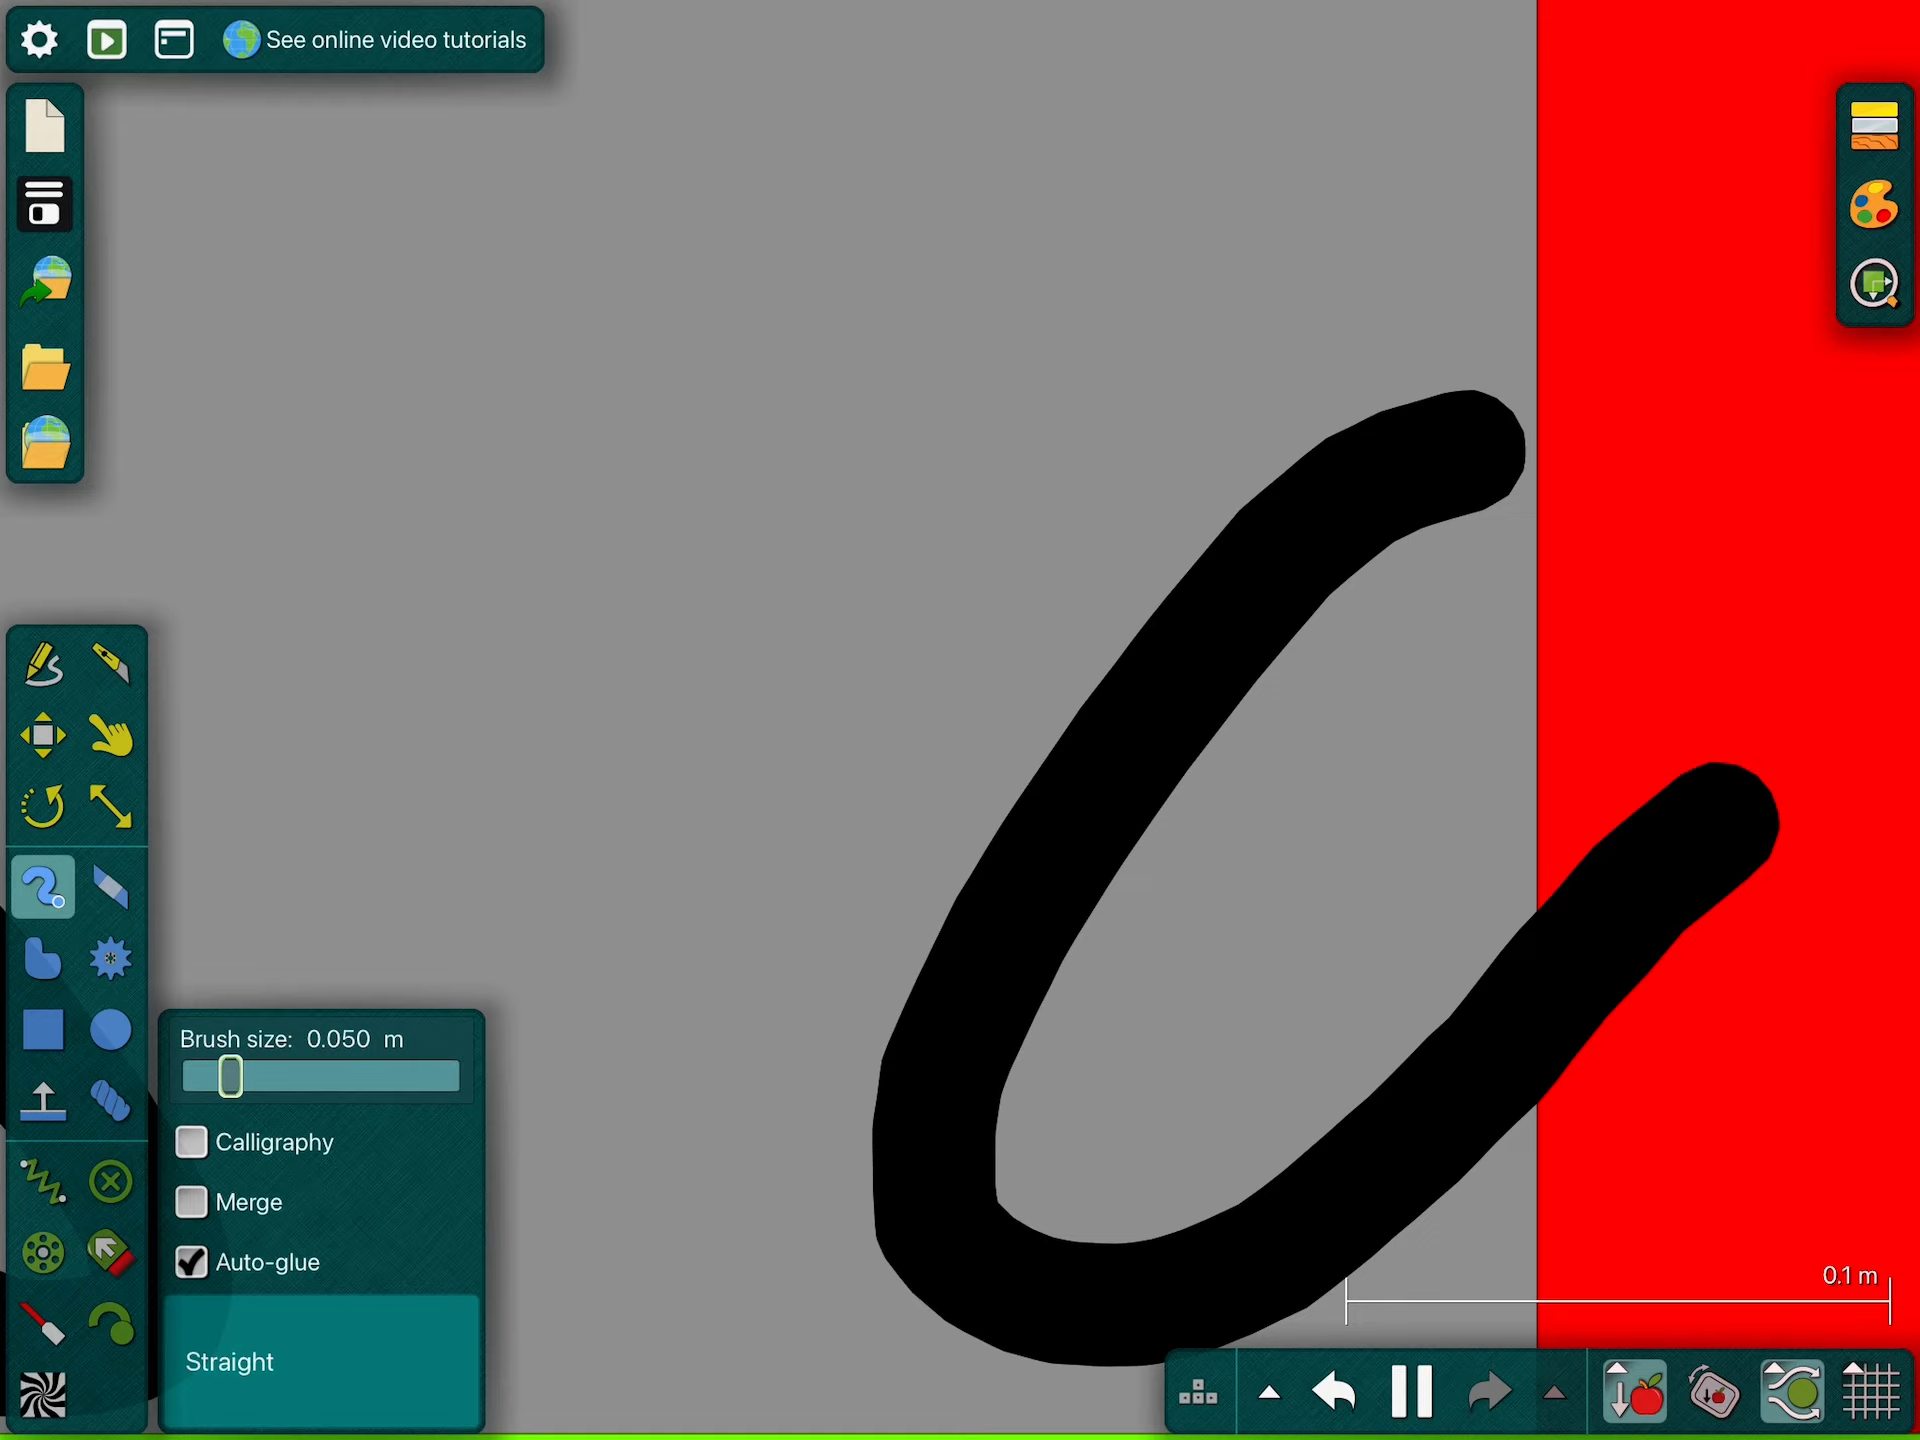 See online video tutorials
Brush size: 0.050 m
Calligraphy
Merge
Auto-glue
Straight
0.1 m